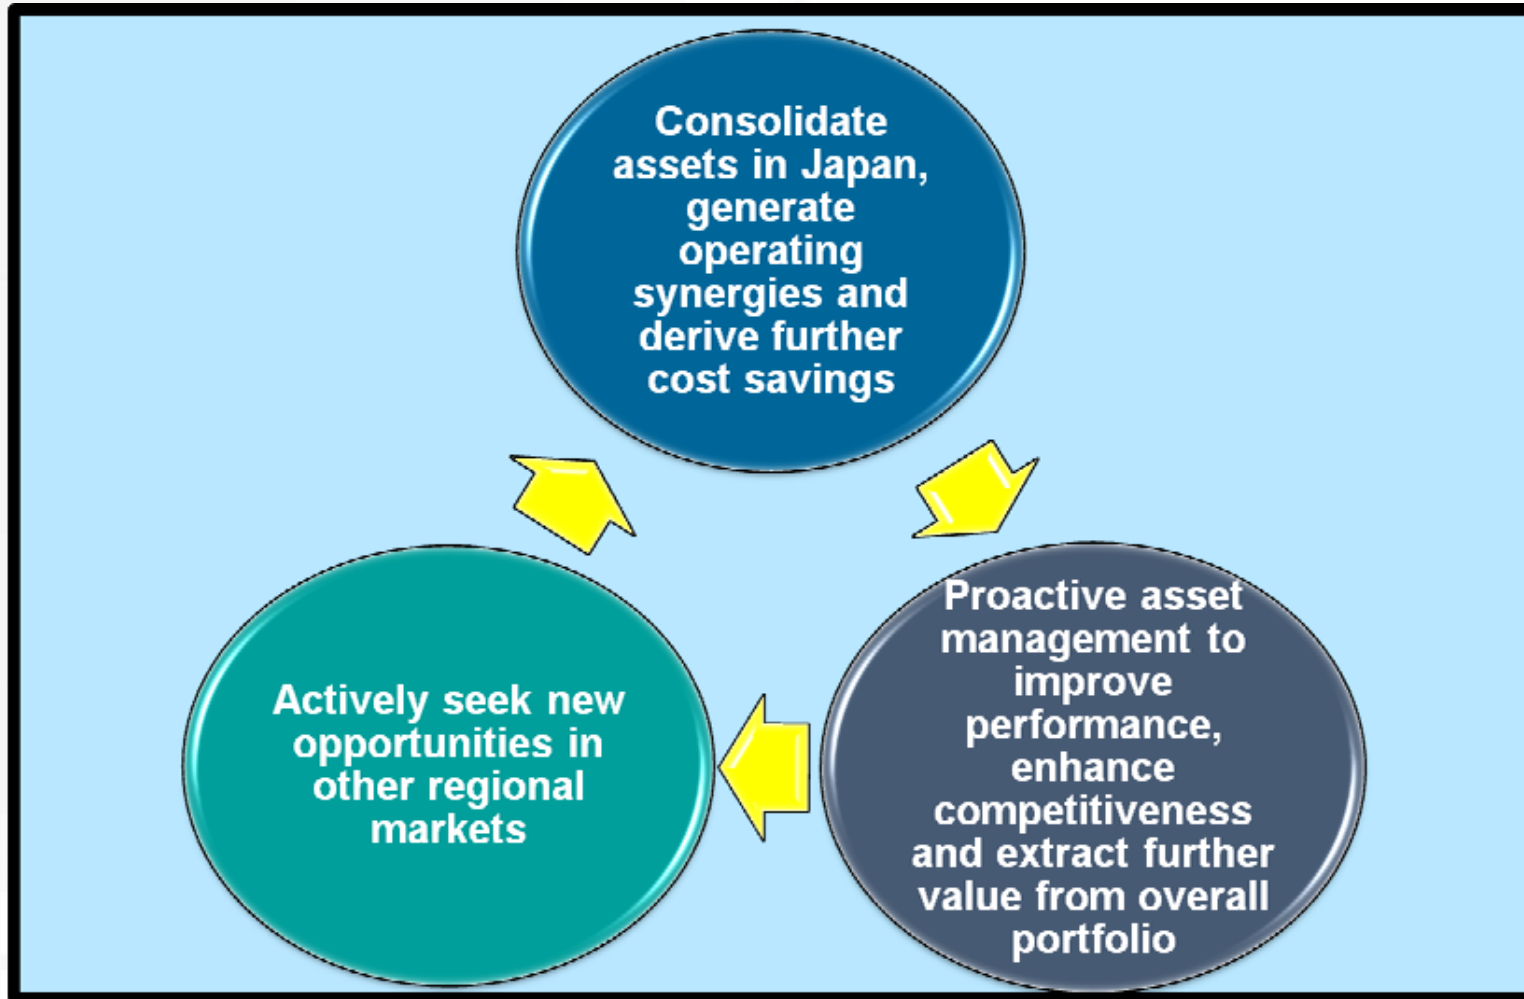 Consolidate
assets in Japan,
generate
operating
synergies and
derive further
cost savings
Proactive asset
management to
improve
performance,
enhance
competitiveness
and extract further
value from overall
portfolio
Actively seek new
opportunities in
other regional
markets